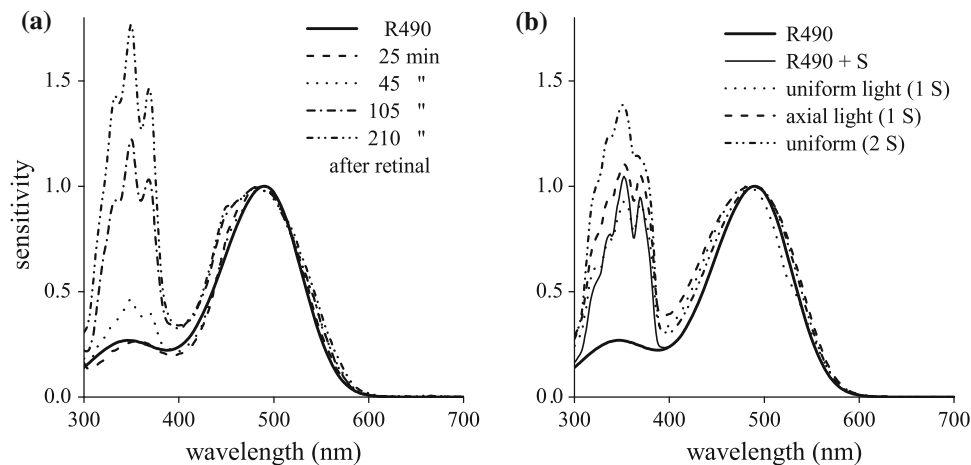 (a)
R490
25 min
45 "
105 "
210 "
after retinal
1.5
1.0
0.5
0.0
sensitivity
300 400 500 600 700
wavelength (nm)
(b)
R490
R490 + S
uniform light (1 S)
axial light (1 S)
uniform (2 S)
1.5
1.0
0.5
0.0
300 400 500 600 700
wavelength (nm)